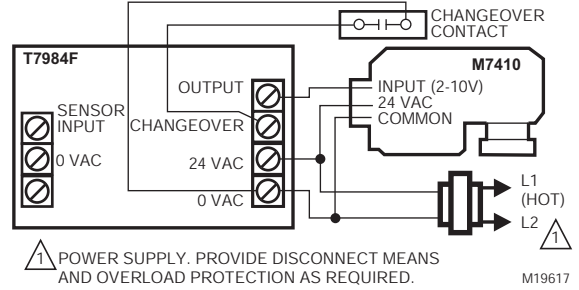 CHANGEOVER
CONTACT
T7984F
M7410
OUTPUT
INPUT (2-10V)
24 VAC
COMMON
SENSOR
INPUT
CHANGEOVER
0 VAC
24 VAC
0 VAC
L1
(HOT)
L2
1
1 POWER SUPPLY. PROVIDE DISCONNECT MEANS
AND OVERLOAD PROTECTION AS REQUIRED.
M19617